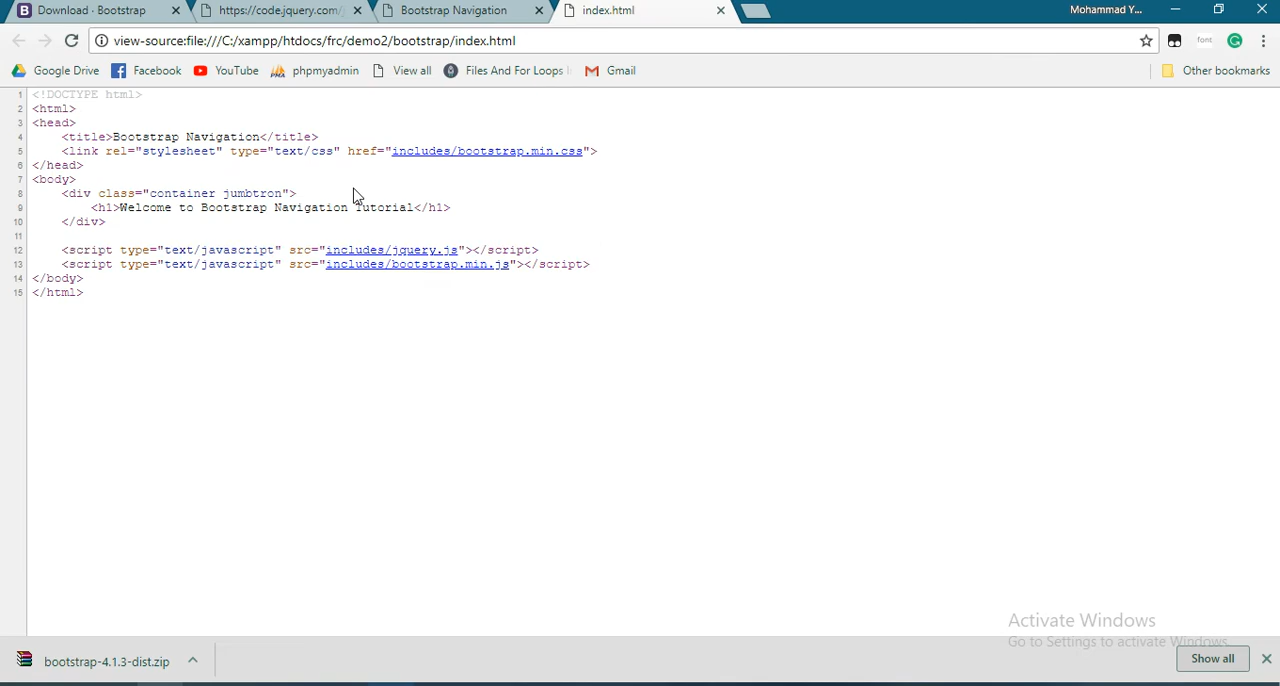 Download · Bootstrap
https://code.jquery.com/j
Bootstrap Navigation
index.html
Mohammad Y...
view-source:file:///C:/xampp/htdocs/frc/demo2/bootstrap/index.html
font
Google Drive
Facebook
YouTube
phpmyadmin
View all
Files And For Loops i
Gmail
Other bookmarks
1 <!DOCTYPE html>
2 <html>
3 <head>
4 <title>Bootstrap Navigation</title>
5 <link rel="stylesheet" type="text/css" href="includes/bootstrap.min.css">
6 </head>
7 <body>
8 <div class="container jumbtron">
9 <h1>Welcome to Bootstrap Navigation Tutorial</h1>
10 </div>
11
12 <script type="text/javascript" src="includes/jquery.js"></script>
13 <script type="text/javascript" src="includes/bootstrap.min.js"></script>
14 </body>
15 </html>
Activate Windows
Go to Settings to activate Windows.
bootstrap-4.1.3-dist.zip
Show all